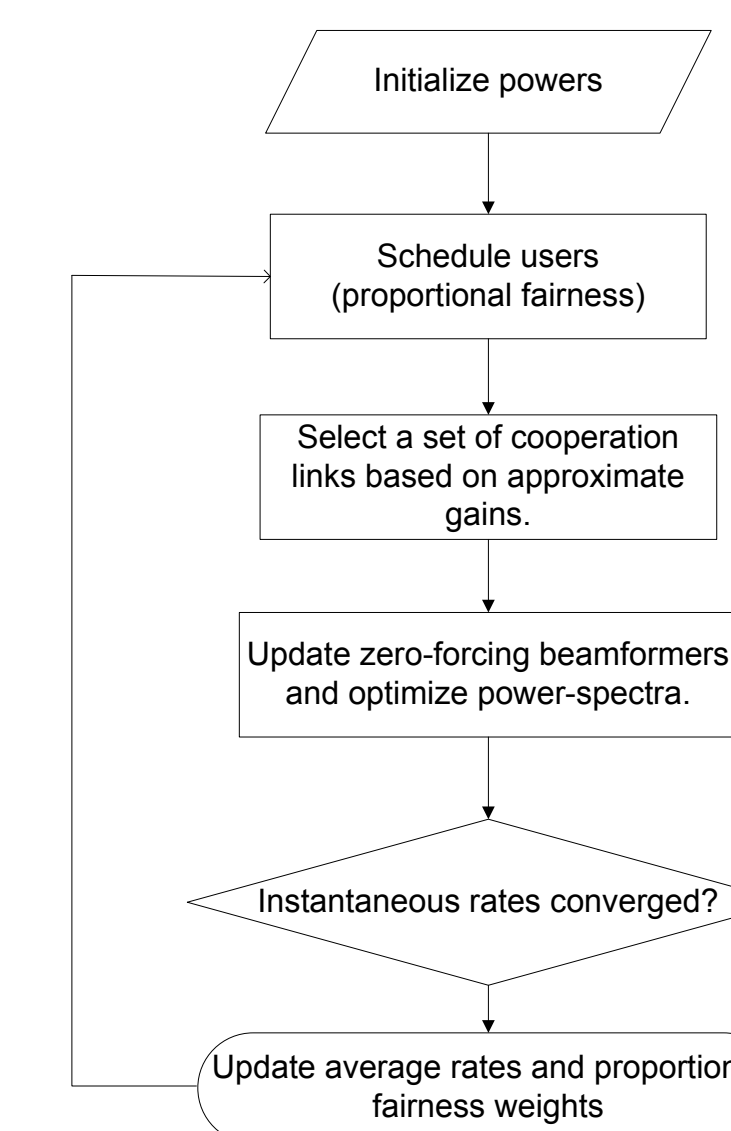 Initialize powers
Schedule users
(proportional fairness)
Select a set of cooperation
links based on approximate
gains.
Update zero-forcing beamformers
and optimize power-spectra.
Instantaneous rates converged?
Update average rates and proportion
fairness weights